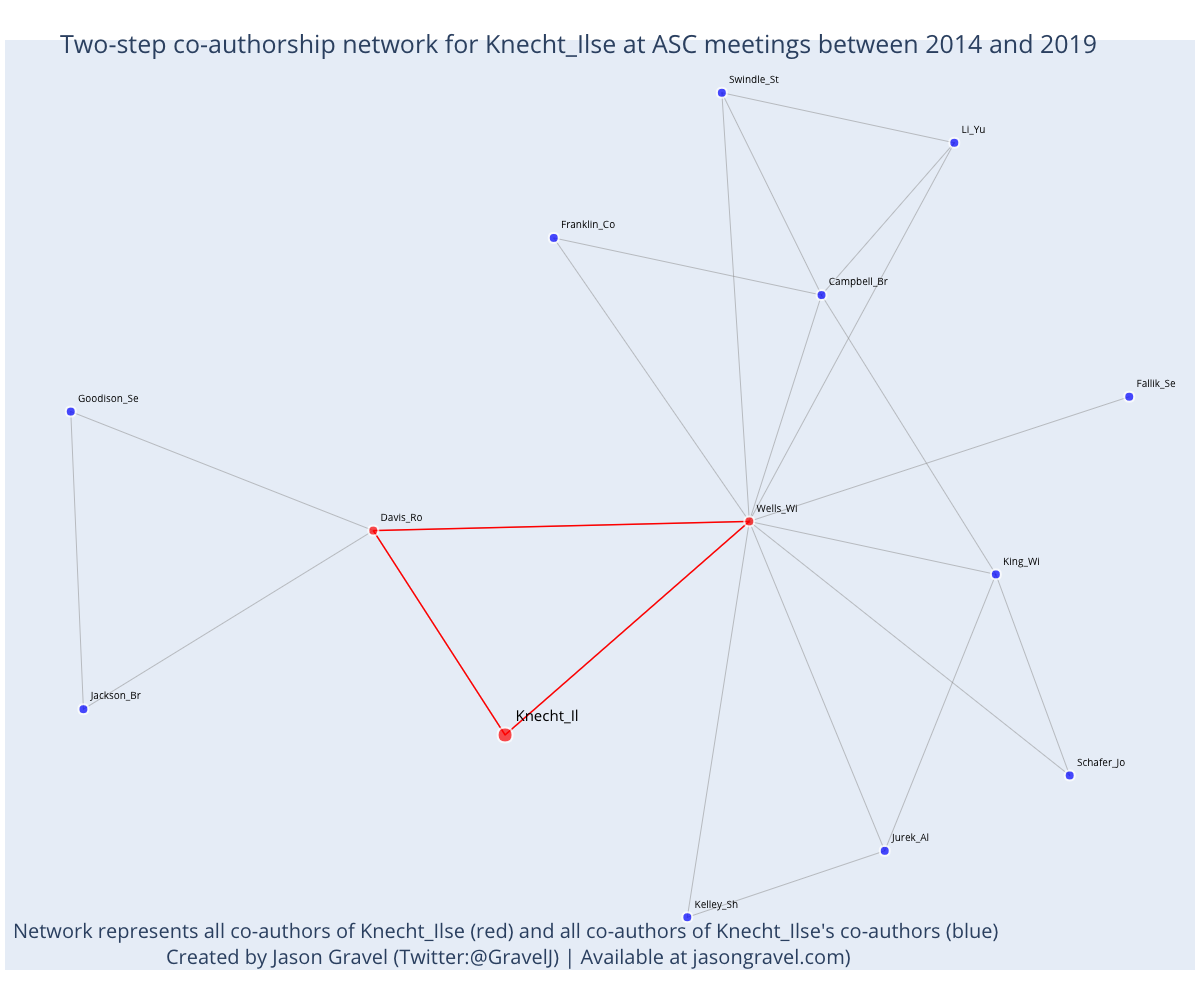 Two-step co-authorship network for Knecht_Ilse at ASC meetings between 2014 and 2019
Swindle_St
Li_Yu
Franklin_Co
Campbell_Br
Fallik_Se
Goodison_Se
Wells_Wi
Davis_Ro
King_Wi
Jackson_Br
Knecht_Il
Schafer_Jo
Jurek_Al
Kelley_Sh
Network represents all co-authors of Knecht_Ilse (red) and all co-authors of Knecht_Ilse's co-authors (blue)
Created by Jason Gravel (Twitter:@GravelJ) | Available at jasongravel.com)